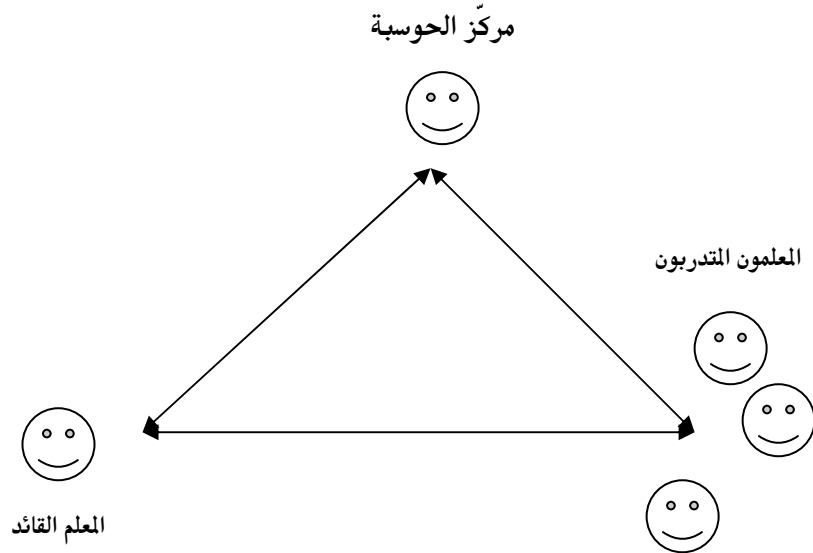 مركّز الحوسبة
المعلمون المتدربون
المعلم القائد